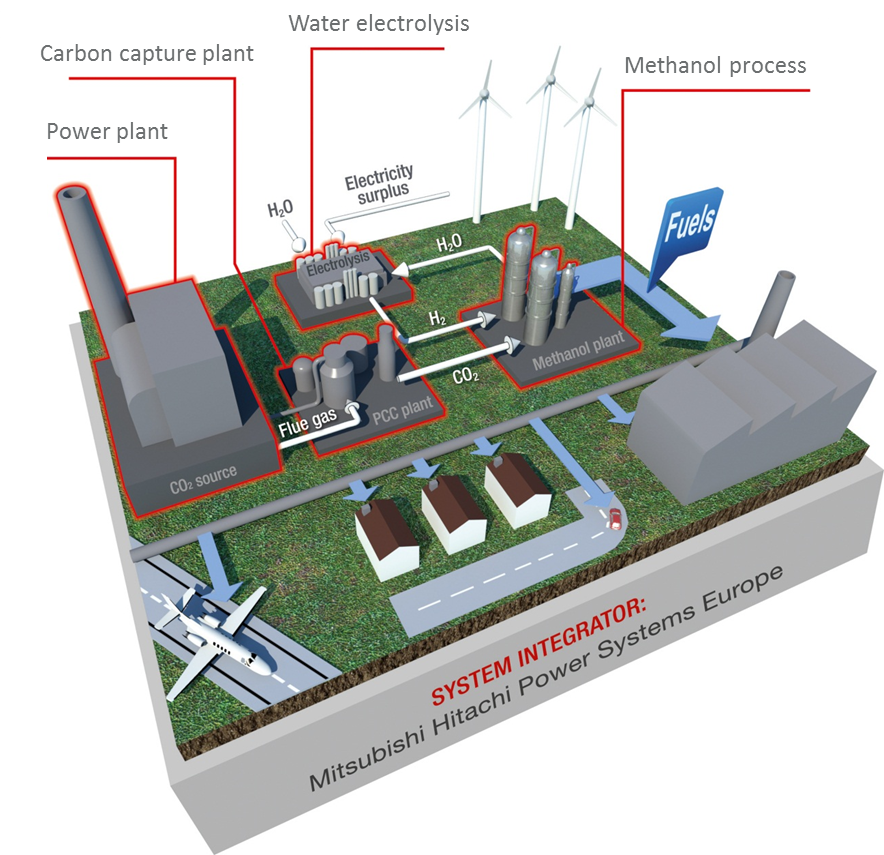 Water electrolysis
Carbon capture plant
Methanol process
Power plant
Electricity
surplus
H₂O
Fuels
H₂O
Electrolysis
H₂
CO₂
Methanol plant
Flue gas
PCC plant
CO₂ source
SYSTEM INTEGRATOR:
Mitsubishi Hitachi Power Systems Europe